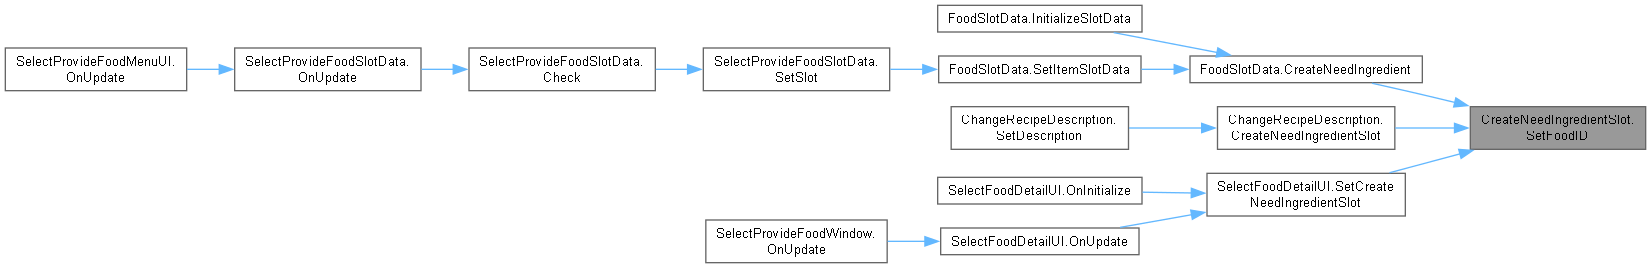 FoodSlotData.InitializeSlotData
SelectProvideFoodMenuUI.
OnUpdate
SelectProvideFoodSlotData.
OnUpdate
SelectProvideFoodSlotData.
Check
SelectProvideFoodSlotData.
SetSlot
FoodSlotData.SetItemSlotData
FoodSlotData.CreateNeedIngredient
ChangeRecipeDescription.
SetDescription
ChangeRecipeDescription.
CreateNeedIngredientSlot
CreateNeedIngredientSlot.
SetFoodID
SelectFoodDetailUI.OnInitialize
SelectFoodDetailUI.SetCreate
NeedIngredientSlot
SelectProvideFoodWindow.
OnUpdate
SelectFoodDetailUI.OnUpdate